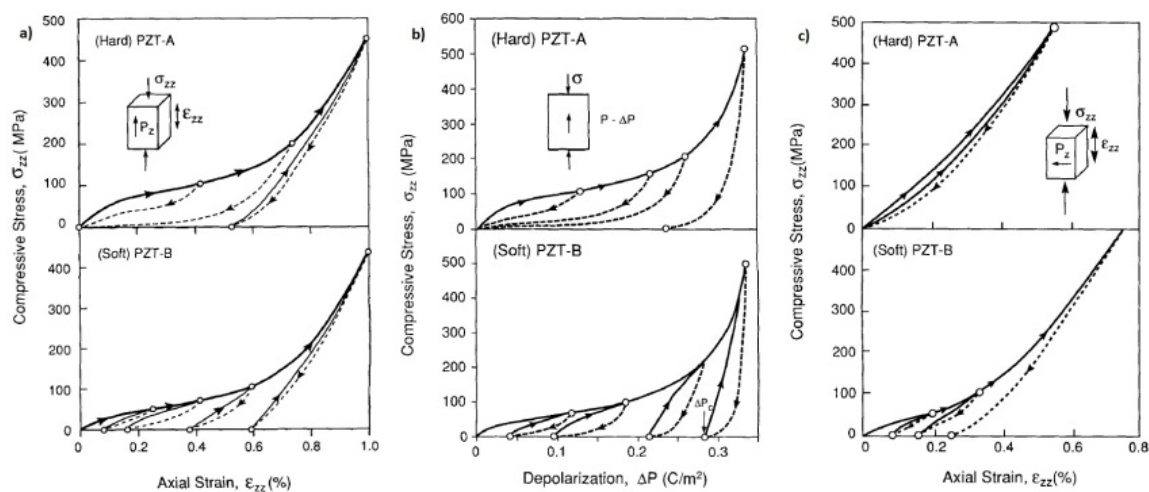 a)
500
400
300
200
100
0
(Hard) PZT-A
σzz
Pz
εzz
400
300
200
100
0
(Soft) PZT-B
0
0.2
0.4
0.6
0.8
1.0
Compressive Stress, σzz( MPa)
Axial Strain, εzz(%)
b)
500
400
300
200
100
0
(Hard) PZT-A
σ
P - ΔP
600
500
400
300
200
100
0
(Soft) PZT-B
0
0.1
0.2
0.3
Compressive Stress, σzz (MPa)
Depolarization, ΔP (C/m²)
c)
500
400
300
200
100
0
(Hard) PZT-A
σzz
Pz
εzz
400
300
200
100
0
(Soft) PZT-B
0
0.2
0.4
0.6
0.8
Compressive Stress, σzz(MPa)
Axial Strain, εzz(%)